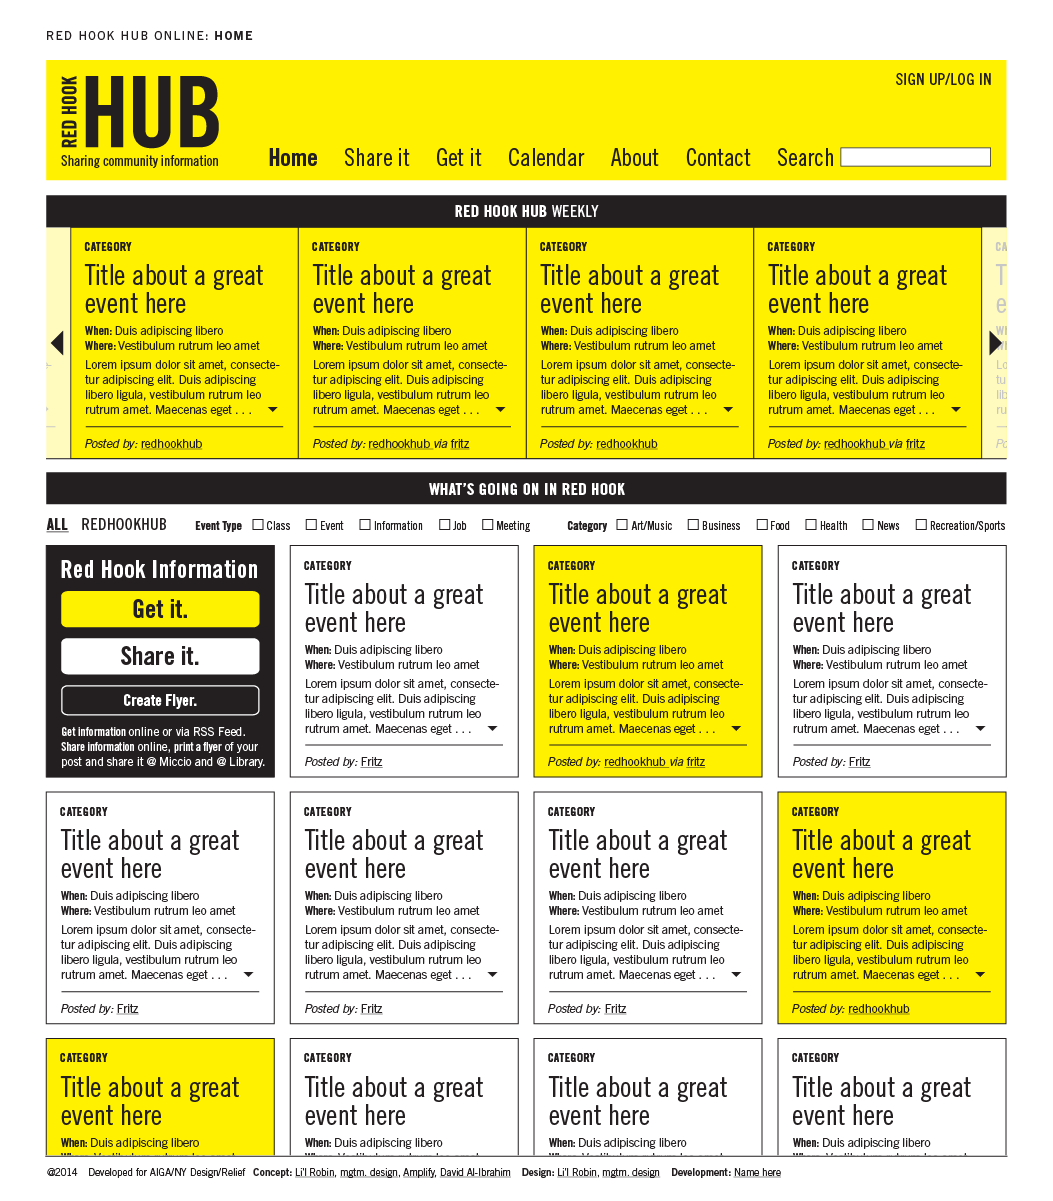 RED HOOK HUB ONLINE: HOME
SIGN UP/LOG IN
RED HOOK
HUB
Sharing community information
Home Share it Get it Calendar About Contact Search
RED HOOK HUB WEEKLY
CATEGORY
Title about a great
event here
When: Duis adipiscing libero
Where: Vestibulum rutrum leo amet
Lorem ipsum dolor sit amet, consecte-
tur adipiscing elit. Duis adipiscing
libero ligula, vestibulum rutrum leo
rutrum amet. Maecenas eget . . .
Posted by: redhookhub
CATEGORY
Title about a great
event here
When: Duis adipiscing libero
Where: Vestibulum rutrum leo amet
Lorem ipsum dolor sit amet, consecte-
tur adipiscing elit. Duis adipiscing
libero ligula, vestibulum rutrum leo
rutrum amet. Maecenas eget . . .
Posted by: redhookhub via fritz
CATEGORY
Title about a great
event here
When: Duis adipiscing libero
Where: Vestibulum rutrum leo amet
Lorem ipsum dolor sit amet, consecte-
tur adipiscing elit. Duis adipiscing
libero ligula, vestibulum rutrum leo
rutrum amet. Maecenas eget . . .
Posted by: redhookhub
CATEGORY
Title about a great
event here
When: Duis adipiscing libero
Where: Vestibulum rutrum leo amet
Lorem ipsum dolor sit amet, consecte-
tur adipiscing elit. Duis adipiscing
libero ligula, vestibulum rutrum leo
rutrum amet. Maecenas eget . . .
Posted by: redhookhub via fritz
WHAT'S GOING ON IN RED HOOK
ALL REDHOOKHUB Event Type Class Event Information Job Meeting Category Art/Music Business Food Health News Recreation/Sports
Red Hook Information
Get it.
Share it.
Create Flyer.
Get information online or via RSS Feed.
Share information online, print a flyer of your
post and share it @ Miccio and @ Library.
CATEGORY
Title about a great
event here
When: Duis adipiscing libero
Where: Vestibulum rutrum leo amet
Lorem ipsum dolor sit amet, consecte-
tur adipiscing elit. Duis adipiscing
libero ligula, vestibulum rutrum leo
rutrum amet. Maecenas eget . . .
Posted by: Fritz
CATEGORY
Title about a great
event here
When: Duis adipiscing libero
Where: Vestibulum rutrum leo amet
Lorem ipsum dolor sit amet, consecte-
tur adipiscing elit. Duis adipiscing
libero ligula, vestibulum rutrum leo
rutrum amet. Maecenas eget . . .
Posted by: redhookhub via fritz
CATEGORY
Title about a great
event here
When: Duis adipiscing libero
Where: Vestibulum rutrum leo amet
Lorem ipsum dolor sit amet, consecte-
tur adipiscing elit. Duis adipiscing
libero ligula, vestibulum rutrum leo
rutrum amet. Maecenas eget . . .
Posted by: Fritz
CATEGORY
Title about a great
event here
When: Duis adipiscing libero
Where: Vestibulum rutrum leo amet
Lorem ipsum dolor sit amet, consecte-
tur adipiscing elit. Duis adipiscing
libero ligula, vestibulum rutrum leo
rutrum amet. Maecenas eget . . .
Posted by: Fritz
CATEGORY
Title about a great
event here
When: Duis adipiscing libero
Where: Vestibulum rutrum leo amet
Lorem ipsum dolor sit amet, consecte-
tur adipiscing elit. Duis adipiscing
libero ligula, vestibulum rutrum leo
rutrum amet. Maecenas eget . . .
Posted by: Fritz
CATEGORY
Title about a great
event here
When: Duis adipiscing libero
Where: Vestibulum rutrum leo amet
Lorem ipsum dolor sit amet, consecte-
tur adipiscing elit. Duis adipiscing
libero ligula, vestibulum rutrum leo
rutrum amet. Maecenas eget . . .
Posted by: Fritz
CATEGORY
Title about a great
event here
When: Duis adipiscing libero
Where: Vestibulum rutrum leo amet
Lorem ipsum dolor sit amet, consecte-
tur adipiscing elit. Duis adipiscing
libero ligula, vestibulum rutrum leo
rutrum amet. Maecenas eget . . .
Posted by: redhookhub
CATEGORY
Title about a great
event here
When: Duis adipiscing libero
CATEGORY
Title about a great
event here
When: Duis adipiscing libero
CATEGORY
Title about a great
event here
When: Duis adipiscing libero
CATEGORY
Title about a great
event here
When: Duis adipiscing libero
@2014 Developed for AIGA/NY Design/Relief Concept: Li'l Robin, mgtm. design, Amplify, David Al-Ibrahim Design: Li'l Robin, mgtm. design Development: Name here